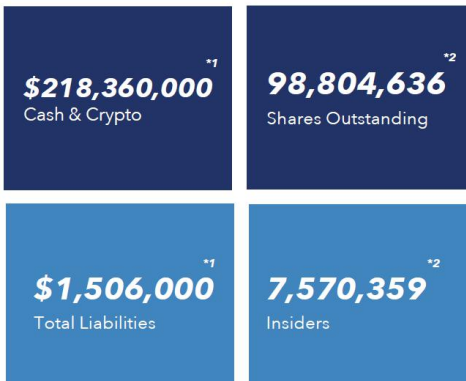 *1
$218,360,000
Cash & Crypto
*2
98,804,636
Shares Outstanding
*1
$1,506,000
Total Liabilities
*2
7,570,359
Insiders